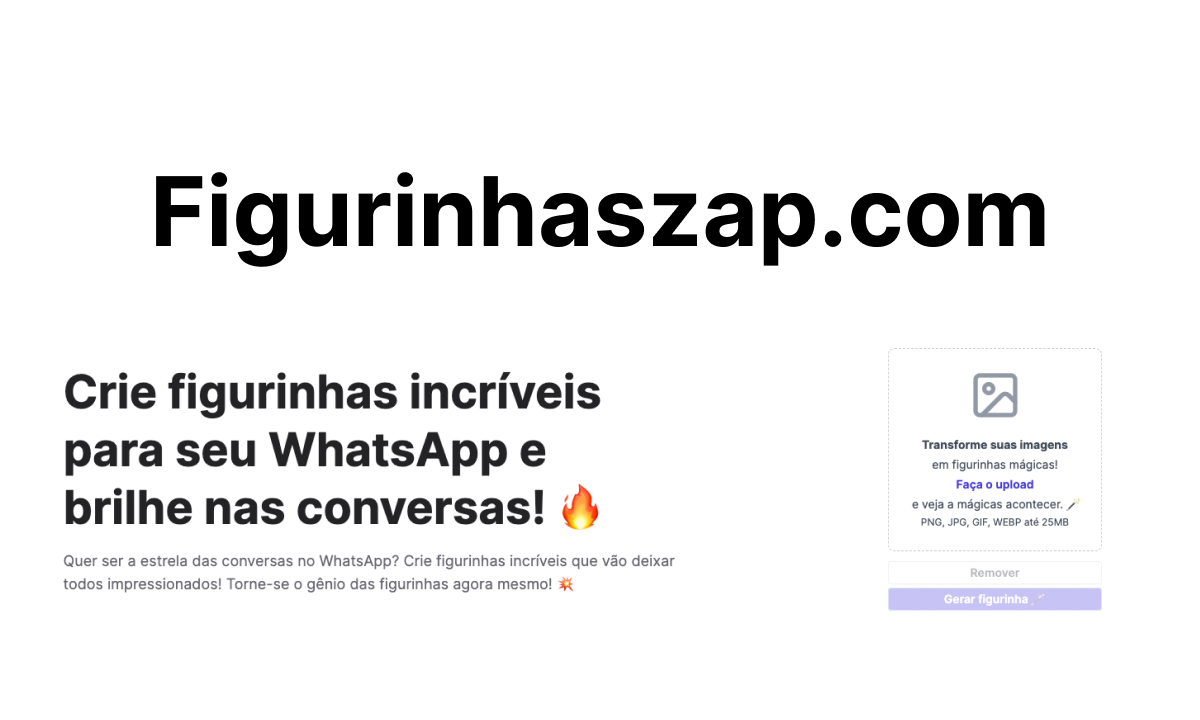 Figurinhaszap.com
Crie figurinhas incríveis
para seu WhatsApp e
brilhe nas conversas! 🔥
Quer ser a estrela das conversas no WhatsApp? Crie figurinhas incríveis que vão deixar
todos impressionados! Torne-se o gênio das figurinhas agora mesmo! 💥
Transforme suas imagens
em figurinhas mágicas!
Faça o upload
e veja a mágicas acontecer. 🪄
PNG, JPG, GIF, WEBP até 25MB
Remover
Gerar figurinha 🪄